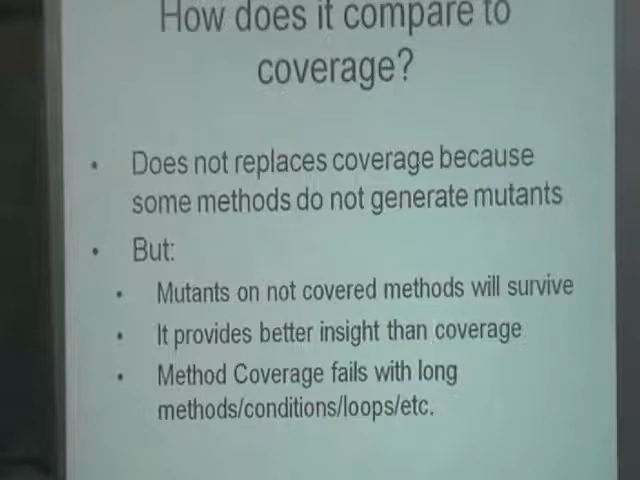 How does it compare to
coverage?
• Does not replaces coverage because
some methods do not generate mutants
• But:
• Mutants on not covered methods will survive
• It provides better insight than coverage
• Method Coverage fails with long
methods/conditions/loops/etc.